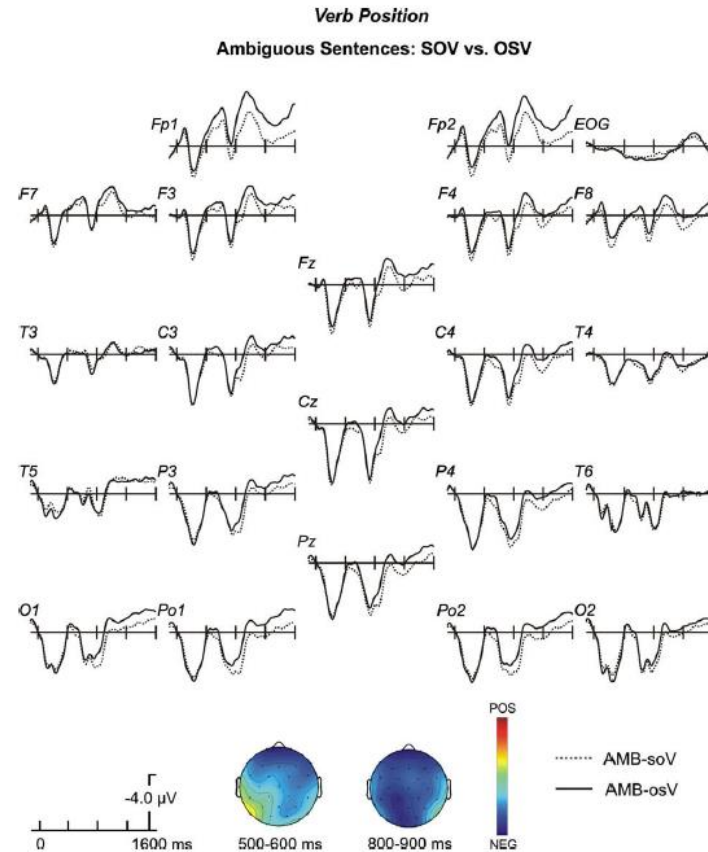 Verb Position
Ambiguous Sentences: SOV vs. OSV
Fp1 Fp2 EOG
F7 F3 F4 F8
Fz
T3 C3 C4 T4
Cz
T5 P3 P4 T6
Pz
O1 Po1 Po2 O2
POS
-4.0 µV
0 1600 ms
500-600 ms 800-900 ms
NEG
AMB-soV
AMB-osV